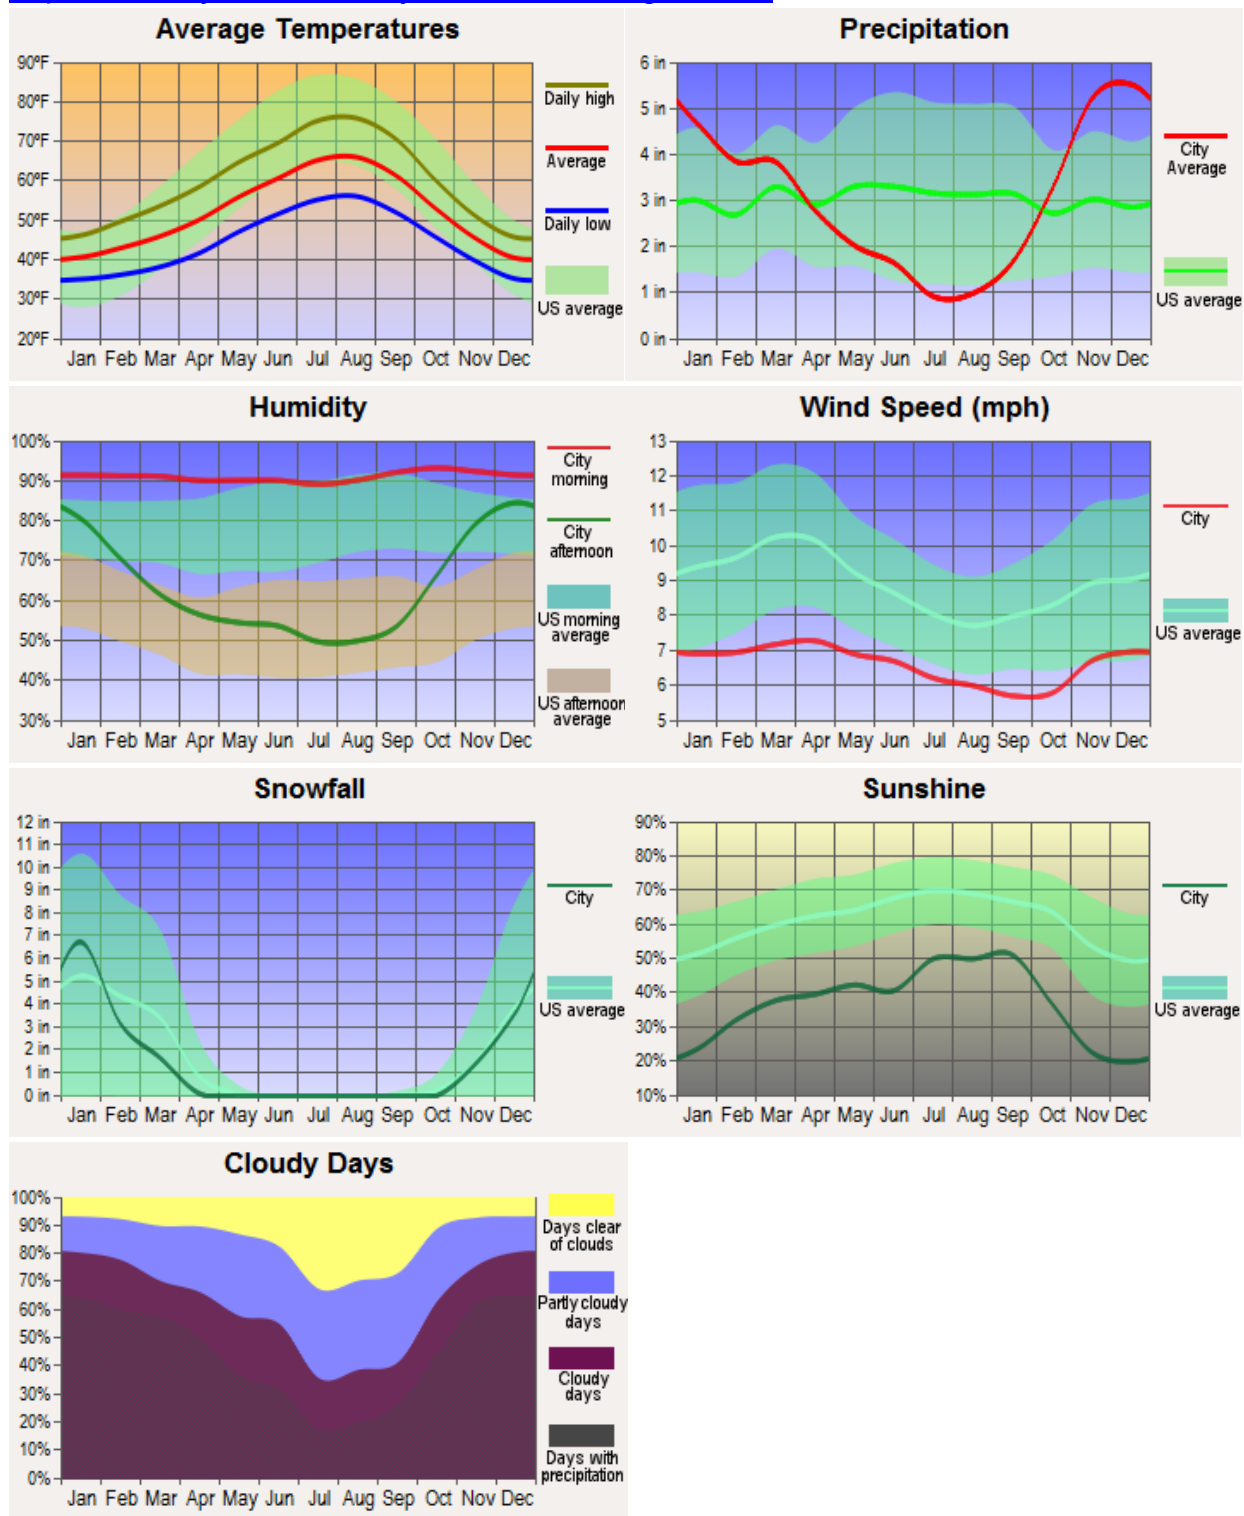 Average Temperatures
90ºF
80ºF
70ºF
60ºF
50ºF
40ºF
30ºF
20ºF
Jan Feb Mar Apr May Jun Jul Aug Sep Oct Nov Dec
Daily high
Average
Daily low
US average
Precipitation
6 in
5 in
4 in
3 in
2 in
1 in
0 in
Jan Feb Mar Apr May Jun Jul Aug Sep Oct Nov Dec
City
Average
US average
Humidity
100%
90%
80%
70%
60%
50%
40%
30%
Jan Feb Mar Apr May Jun Jul Aug Sep Oct Nov Dec
City
morning
City
afternoon
US morning
average
US afternoon
average
Wind Speed (mph)
13
12
11
10
9
8
7
6
5
Jan Feb Mar Apr May Jun Jul Aug Sep Oct Nov Dec
City
US average
Snowfall
12 in
11 in
10 in
9 in
8 in
7 in
6 in
5 in
4 in
3 in
2 in
1 in
0 in
Jan Feb Mar Apr May Jun Jul Aug Sep Oct Nov Dec
City
US average
Sunshine
90%
80%
70%
60%
50%
40%
30%
20%
10%
Jan Feb Mar Apr May Jun Jul Aug Sep Oct Nov Dec
City
US average
Cloudy Days
100%
90%
80%
70%
60%
50%
40%
30%
20%
10%
0%
Jan Feb Mar Apr May Jun Jul Aug Sep Oct Nov Dec
Days clear
of clouds
Partly cloudy
days
Cloudy
days
Days with
precipitation